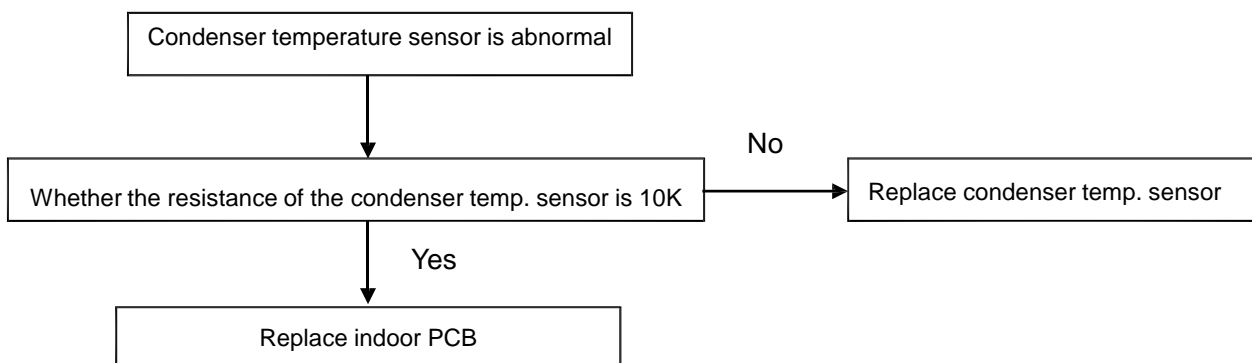 Condenser temperature sensor is abnormal
No
Whether the resistance of the condenser temp. sensor is 10K
Replace condenser temp. sensor
Yes
Replace indoor PCB